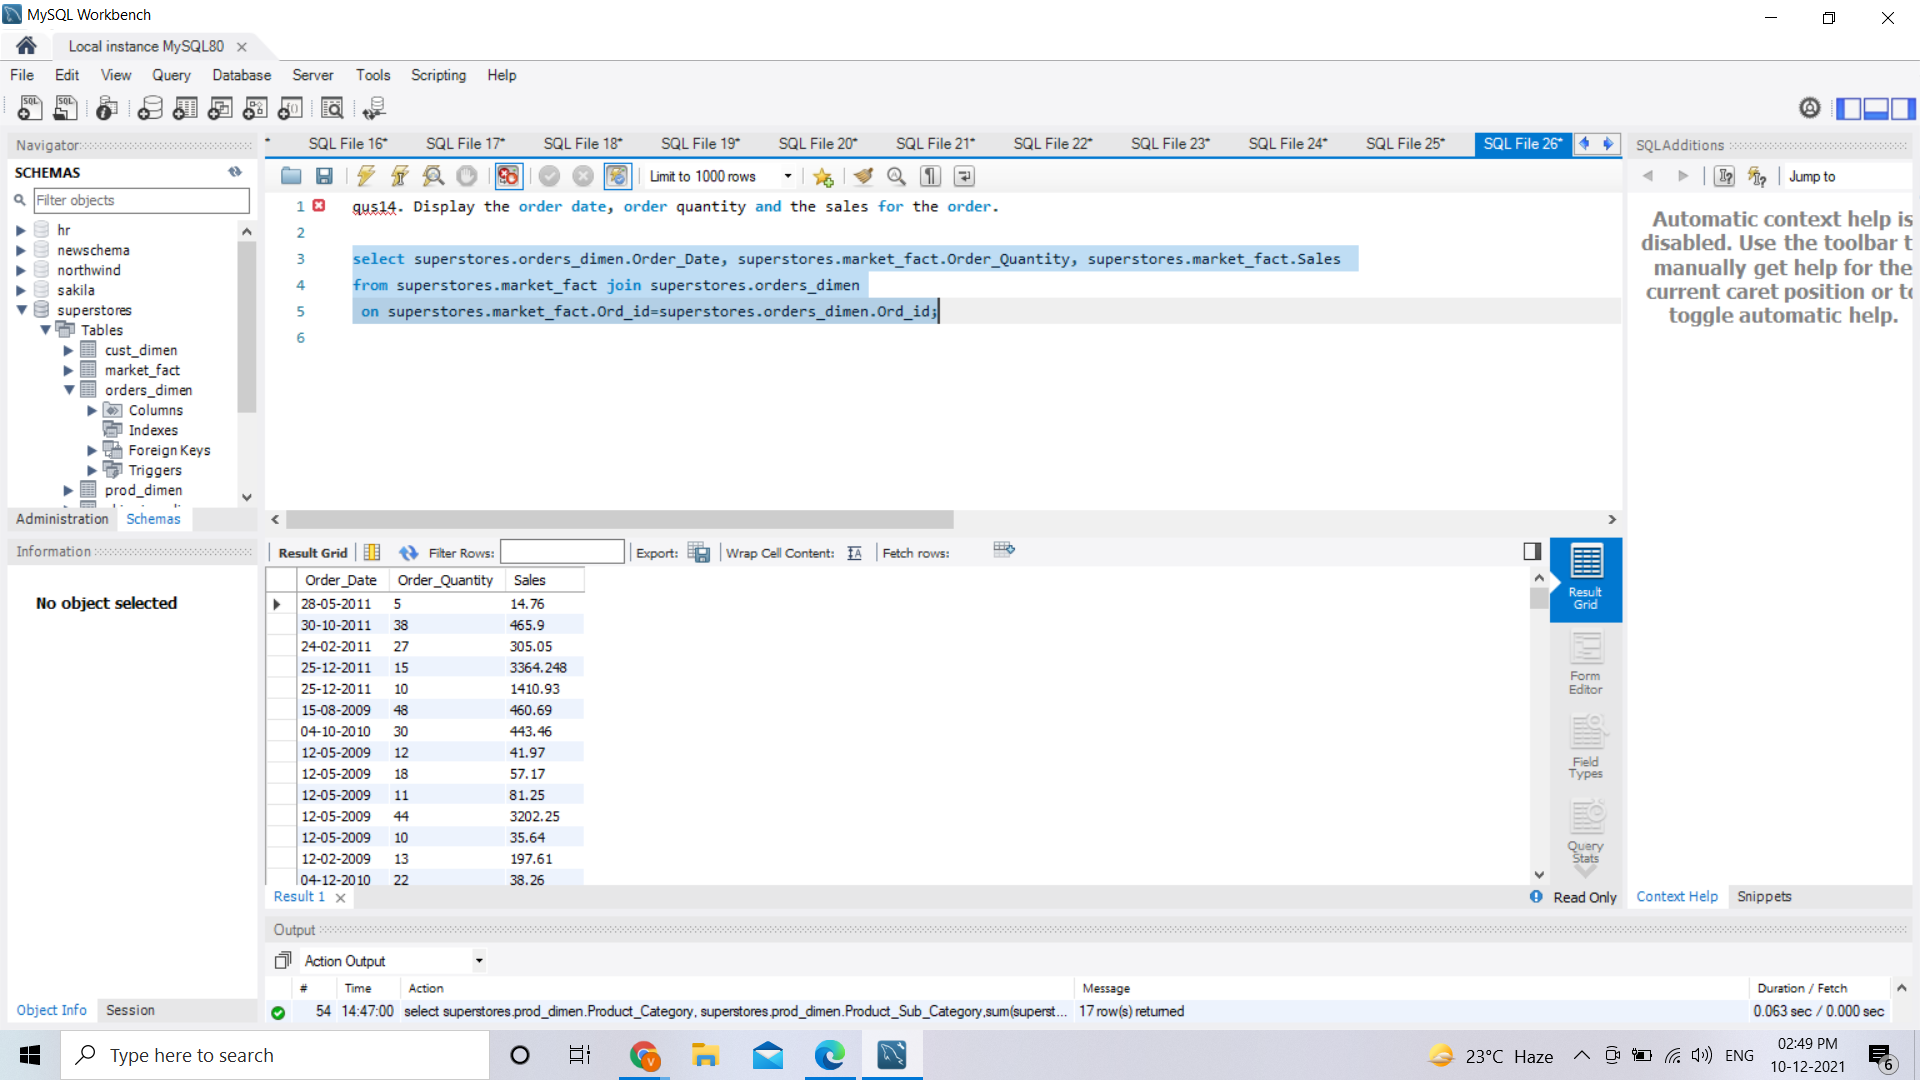 MySQL Workbench
Local instance MySQL80
File Edit View Query Database Server Tools Scripting Help
Navigator
SCHEMAS
Filter objects
hr
newschema
northwind
sakila
superstores
Tables
cust_dimen
market_fact
orders_dimen
Columns
Indexes
Foreign Keys
Triggers
prod_dimen
Administration Schemas
Information
No object selected
Object Info Session
SQL File 16* SQL File 17* SQL File 18* SQL File 19* SQL File 20* SQL File 21* SQL File 22* SQL File 23* SQL File 24* SQL File 25* SQL File 26*
Limit to 1000 rows
1 qus14. Display the order date, order quantity and the sales for the order.
2
3 select superstores.orders_dimen.Order_Date, superstores.market_fact.Order_Quantity, superstores.market_fact.Sales
4 from superstores.market_fact join superstores.orders_dimen
5 on superstores.market_fact.Ord_id=superstores.orders_dimen.Ord_id;
6
Result Grid Filter Rows: Export: Wrap Cell Content: Fetch rows:
Order_Date Order_Quantity Sales
28-05-2011 5 14.76
30-10-2011 38 465.9
24-02-2011 27 305.05
25-12-2011 15 3364.248
25-12-2011 10 1410.93
15-08-2009 48 460.69
04-10-2010 30 443.46
12-05-2009 12 41.97
12-05-2009 18 57.17
12-05-2009 11 81.25
12-05-2009 44 3202.25
12-05-2009 10 35.64
12-02-2009 13 197.61
04-12-2010 22 38.26
Result Grid
Form Editor
Field Types
Query Stats
Result 1
Read Only
SQLAdditions
Jump to
Automatic context help is
disabled. Use the toolbar t
manually get help for the
current caret position or to
toggle automatic help.
Context Help Snippets
Output
Action Output
# Time Action Message Duration / Fetch
54 14:47:00 select superstores.prod_dimen.Product_Category, superstores.prod_dimen.Product_Sub_Category,sum(superst... 17 row(s) returned 0.063 sec / 0.000 sec
Type here to search
23°C Haze
ENG
02:49 PM
10-12-2021
6